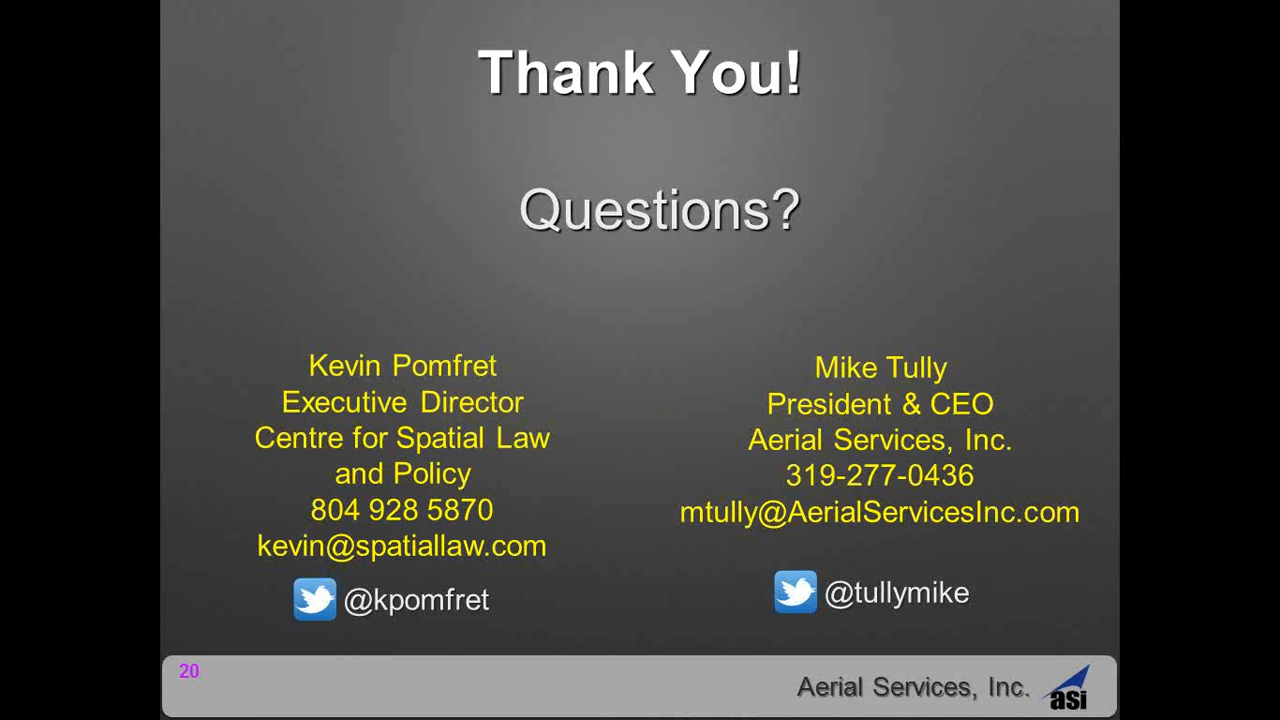 Thank You!
Questions?
Kevin Pomfret
Executive Director
Centre for Spatial Law
and Policy
804 928 5870
kevin@spatiallaw.com
@kpomfret
Mike Tully
President & CEO
Aerial Services, Inc.
319-277-0436
mtully@AerialServicesInc.com
@tullymike
20
Aerial Services, Inc.
asi